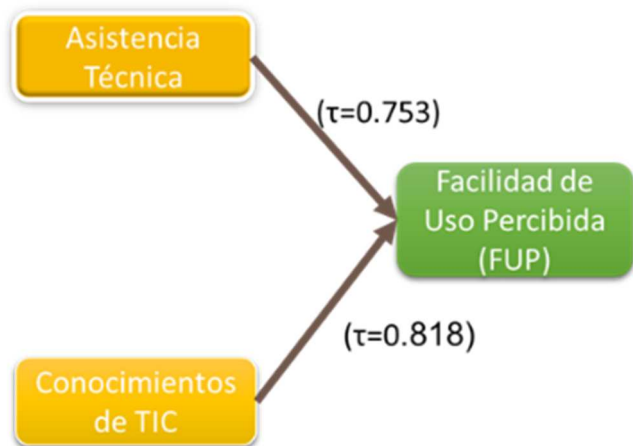 Asistencia
Técnica
(τ=0.753)
Facilidad de
Uso Percibida
(FUP)
(τ=0.818)
Conocimientos
de TIC